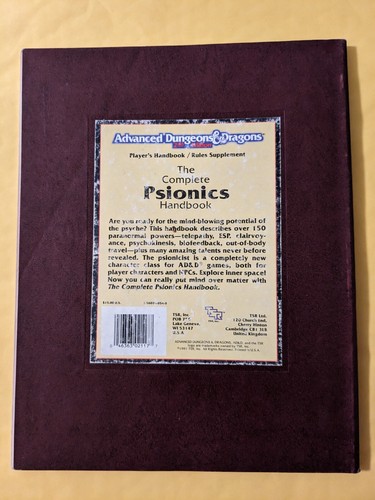 Advanced Dungeons & Dragons
Player's Handbook / Rules Supplement
The
Complete
Psionics
Handbook
Are you ready for the mind-blowing potential of
the psyche? This handbook describes over 150
paranormal powers—telepathy, ESP, clairvoy-
ance, psychokinesis, biofeedback, out-of-body
travel—plus many amazing talents never before
revealed. The psionicist is a completely new
character class for AD&D® games, both for
player characters and NPCs. Explore inner space!
Now you can really put mind over matter with
The Complete Psionics Handbook.
TSR, Inc.
POB 756
Lake Geneva,
WI 53147
U.S.A.
TSR Ltd.
120 Church End,
Cherry Hinton
Cambridge CB1 3LB
United Kingdom